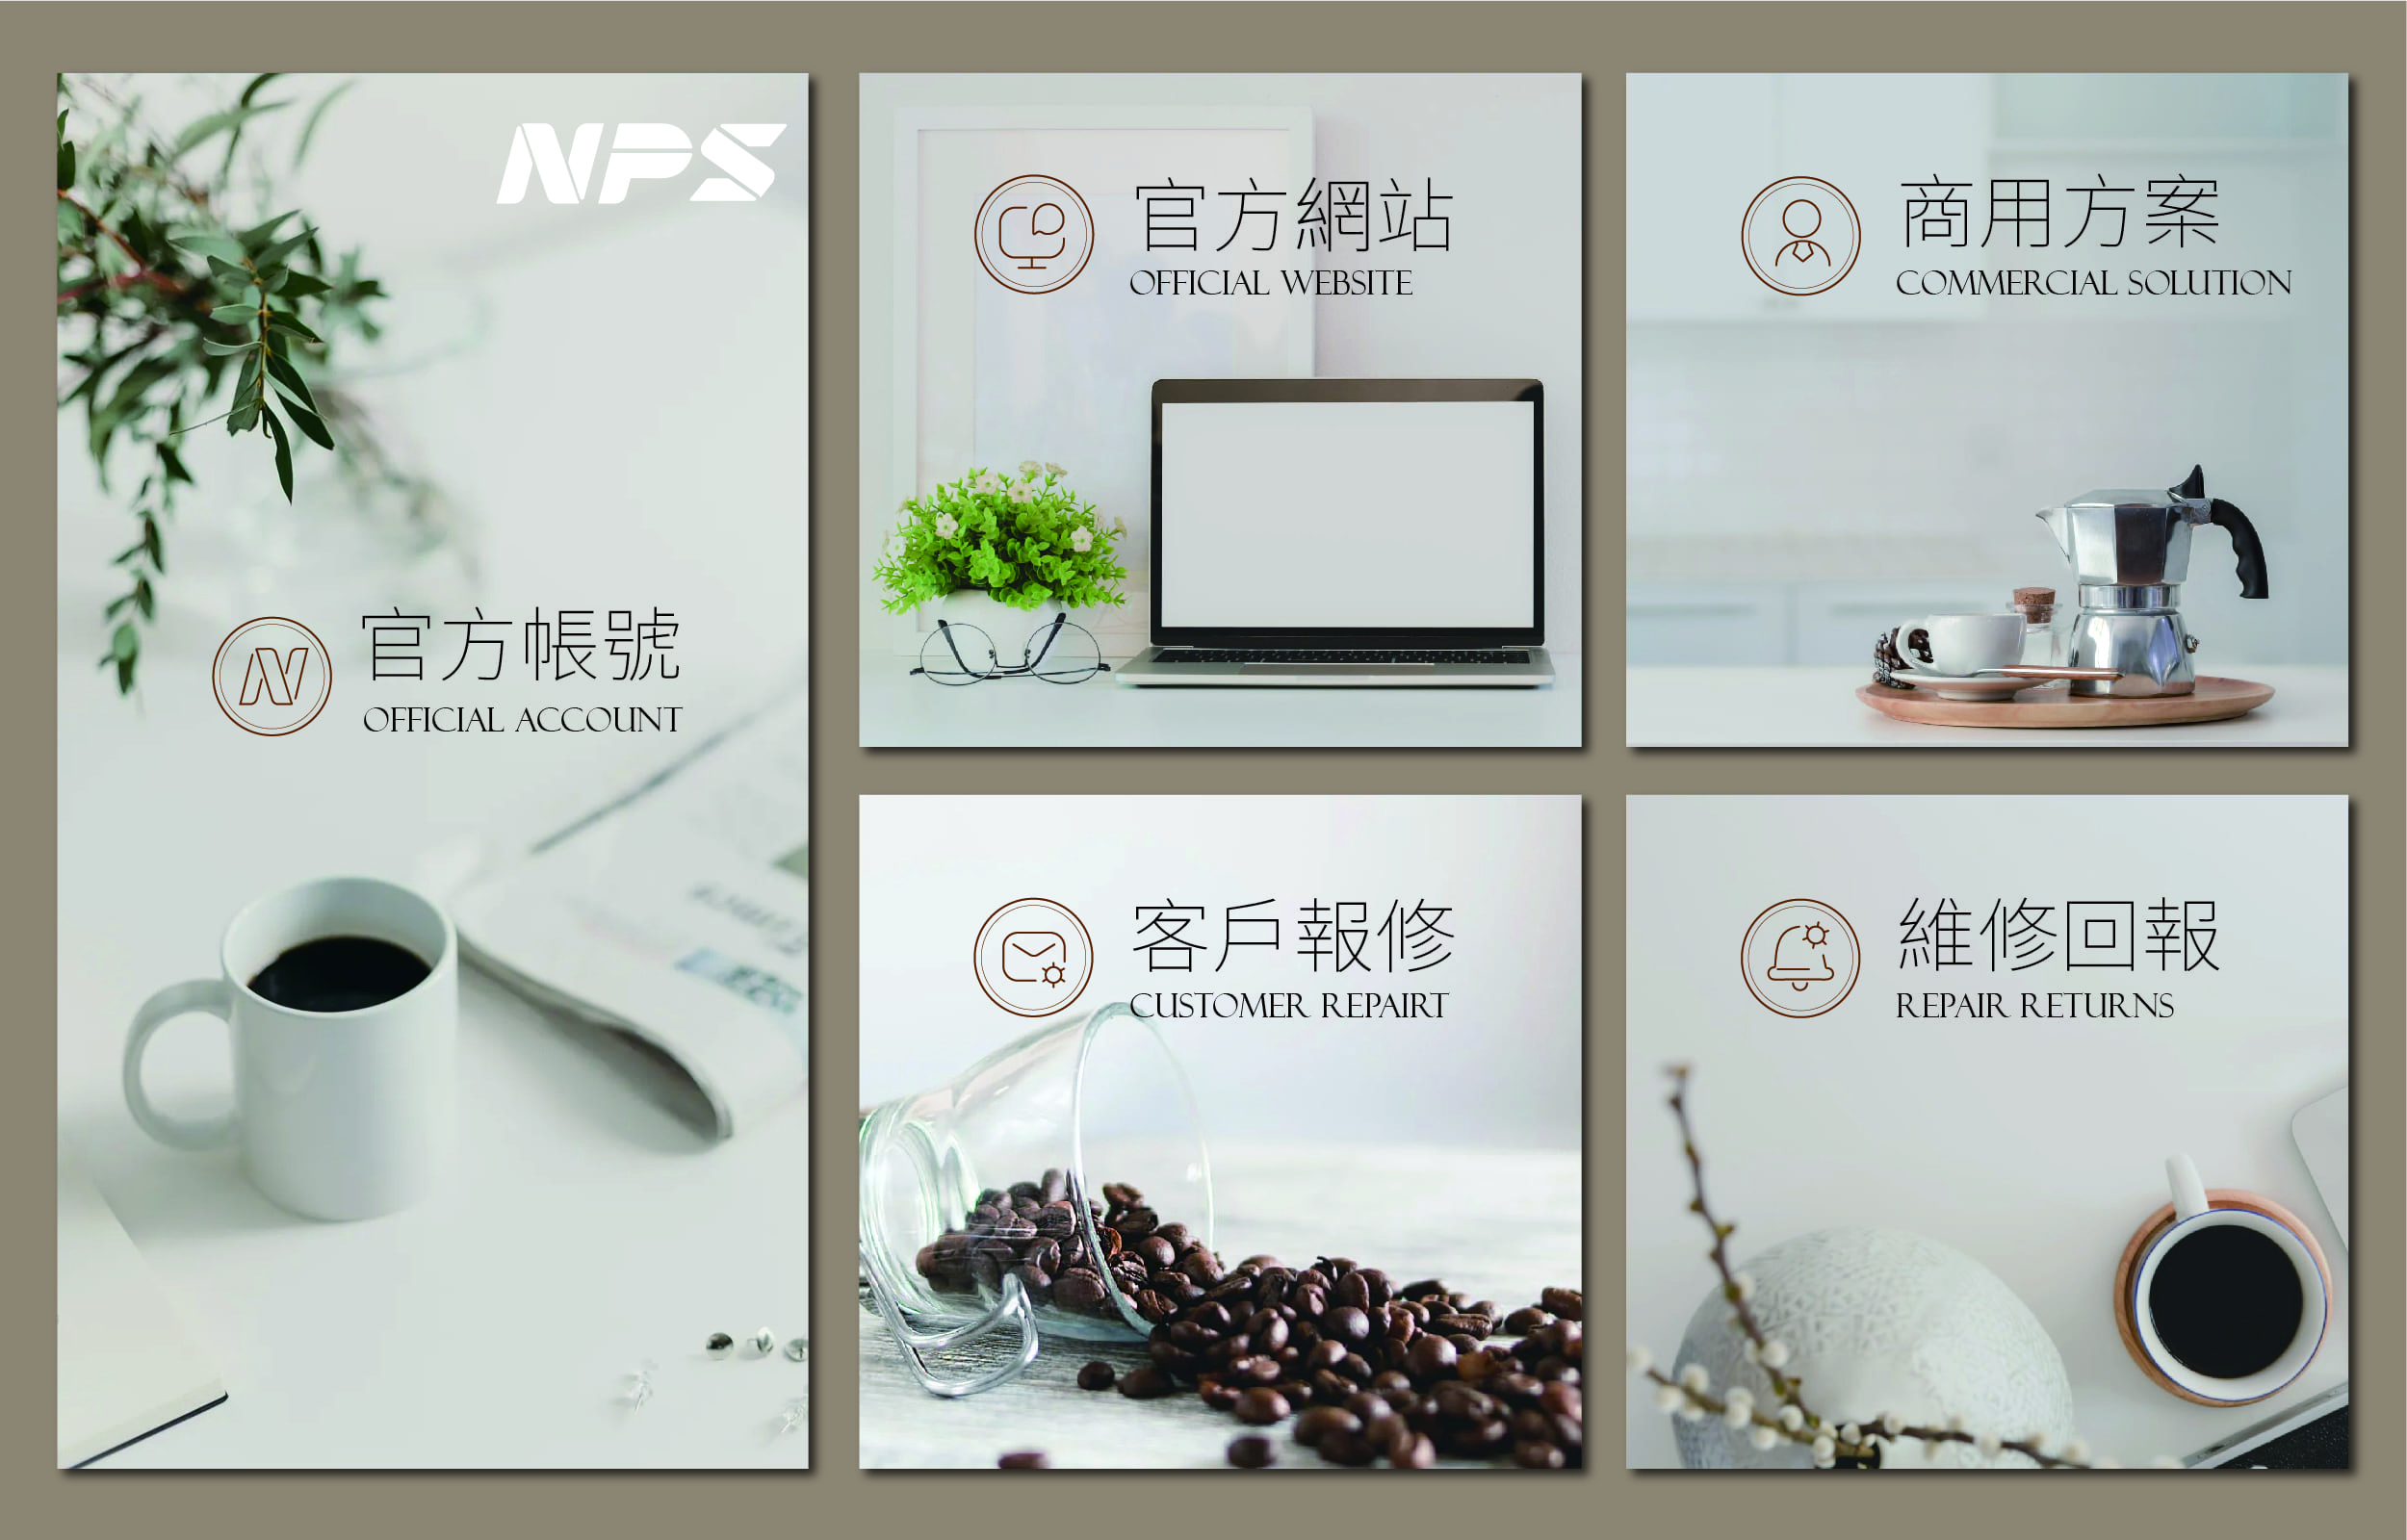 NPS
官方帳號
OFFICIAL ACCOUNT
官方網站
OFFICIAL WEBSITE
商用方案
COMMERCIAL SOLUTION
客戶報修
CUSTOMER REPAIRT
維修回報
REPAIR RETURNS